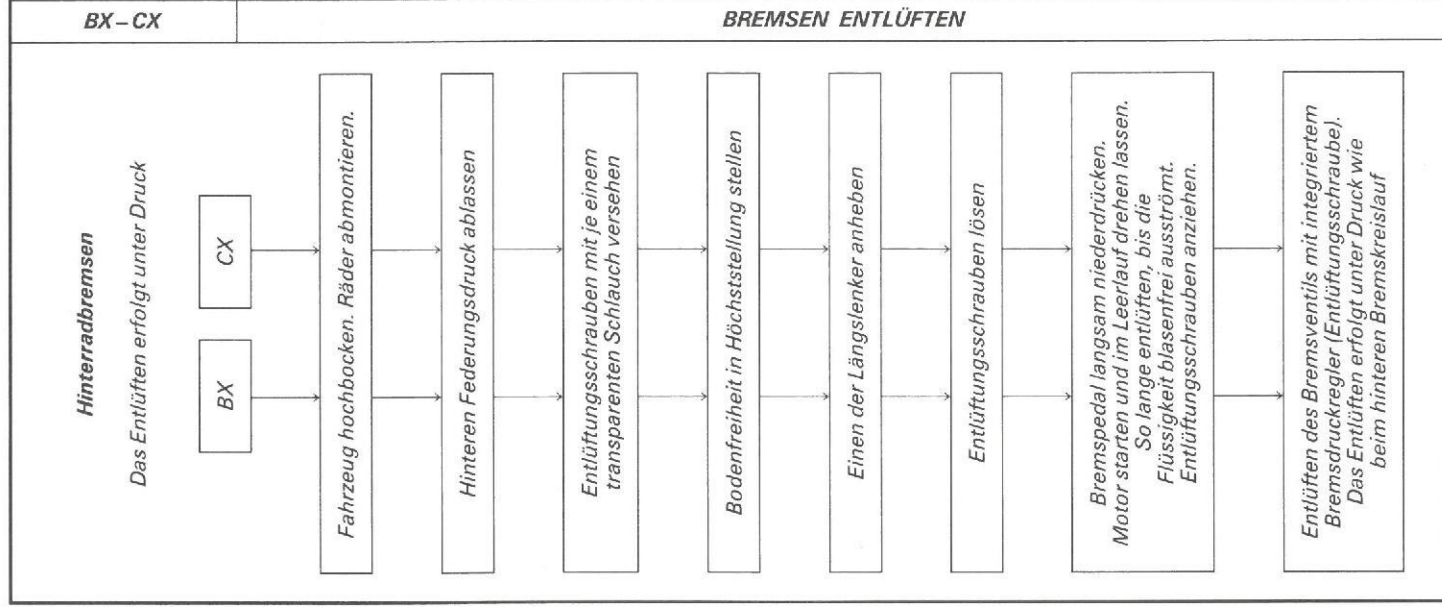 BX – CX
BREMSEN ENTLÜFTEN
Hinterradbremsen
Das Entlüften erfolgt unter Druck
BX
CX
Fahrzeug hochbocken. Räder abmontieren.
Hinteren Federungsdruck ablassen
Entlüftungsschrauben mit je einem
transparenten Schlauch versehen
Bodenfreiheit in Höchststellung stellen
Einen der Längslenker anheben
Entlüftungsschrauben lösen
Bremspedal langsam niederdrücken.
Motor starten und im Leerlauf drehen lassen.
So lange entlüften, bis die
Flüssigkeit blasenfrei ausströmt.
Entlüftungsschrauben anziehen.
Entlüften des Bremsventils mit integriertem
Bremsdruckregler (Entlüftungsschraube).
Das Entlüften erfolgt unter Druck wie
beim hinteren Bremskreislauf